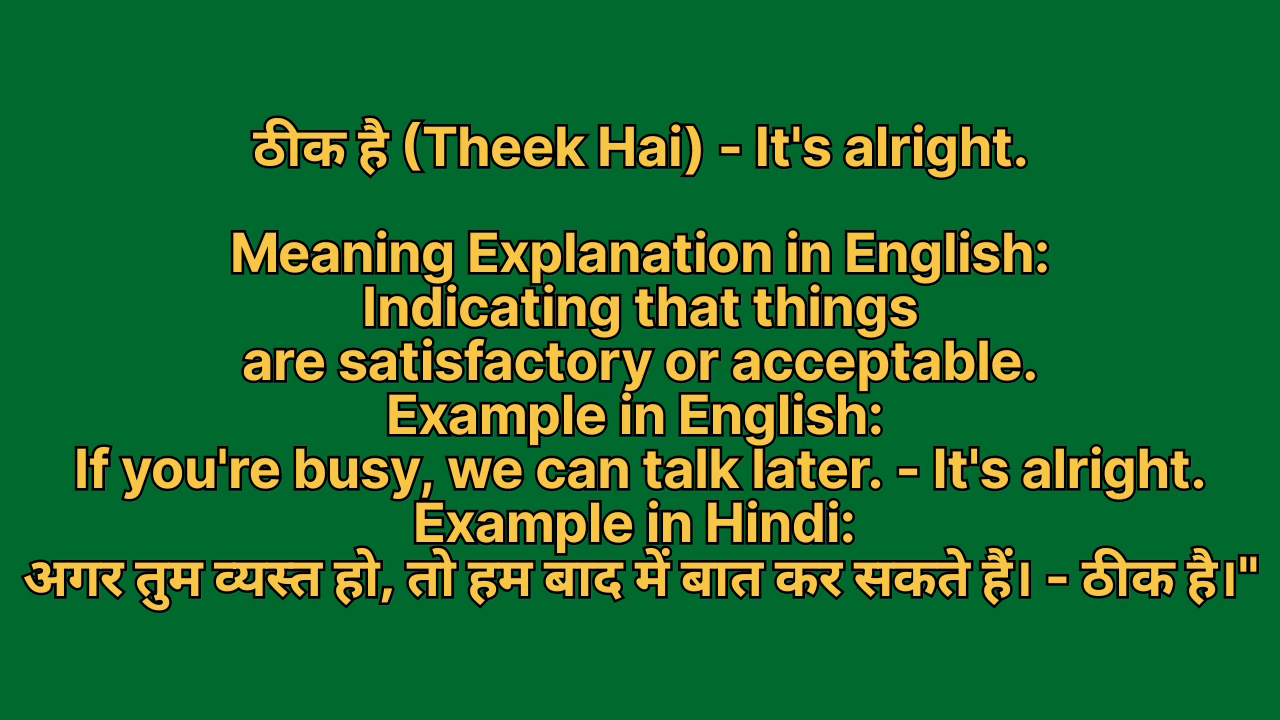 ठीक है (Theek Hai) - It's alright.
Meaning Explanation in English:
Indicating that things
are satisfactory or acceptable.
Example in English:
If you're busy, we can talk later. - It's alright.
Example in Hindi:
अगर तुम व्यस्त हो, तो हम बाद में बात कर सकते हैं। - ठीक है।"